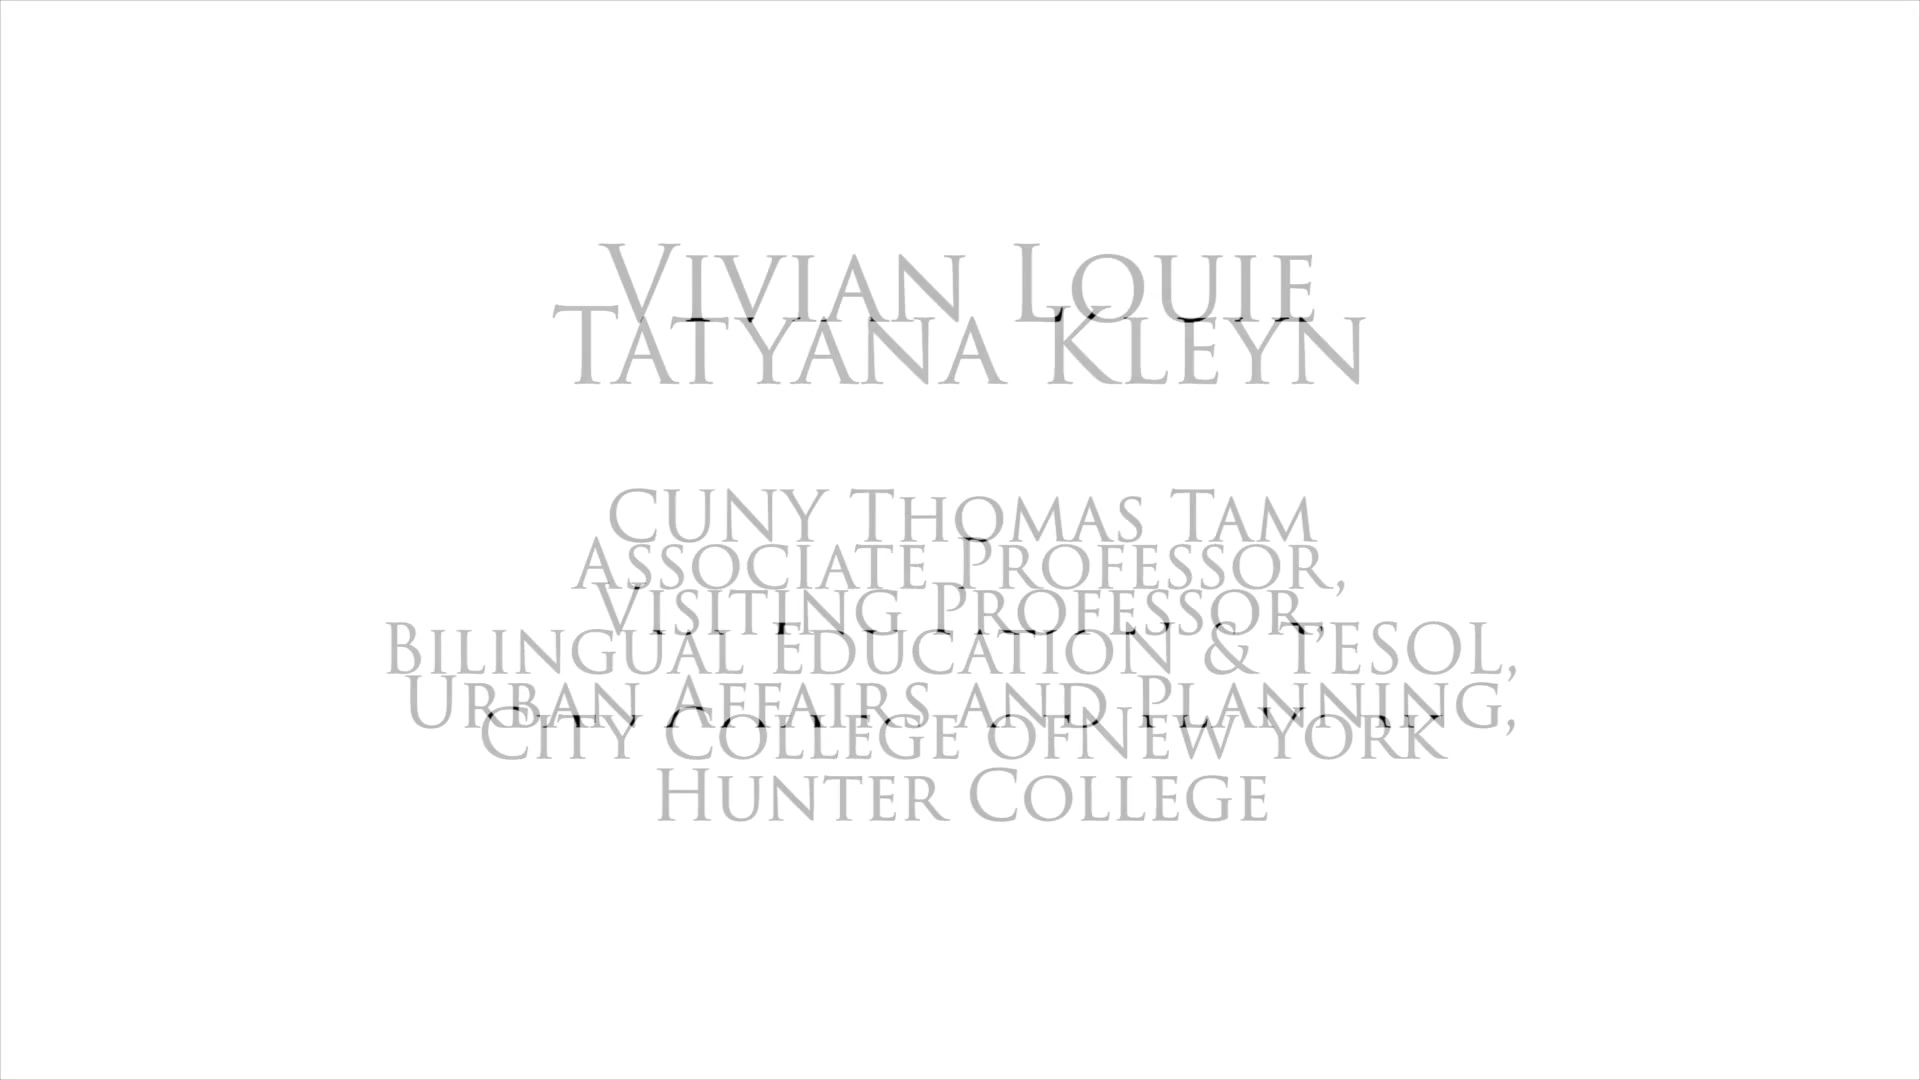 Vivian Louie
Tatyana Kleyn
CUNY Thomas Tam
Associate Professor,
Visiting Professor,
Bilingual Education & TESOL,
Urban Affairs and Planning,
City College ofNew York
Hunter College